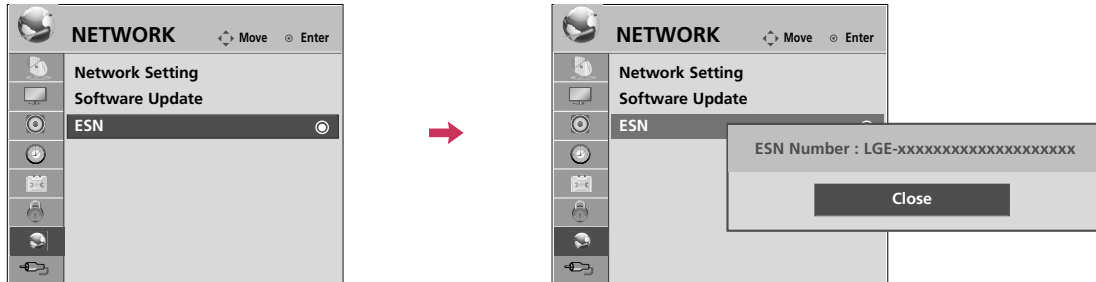 NETWORK Move Enter
Network Setting
Software Update
ESN
NETWORK Move Enter
Network Setting
Software Update
ESN
ESN Number : LGE-xxxxxxxxxxxxxxxxxxxx
Close